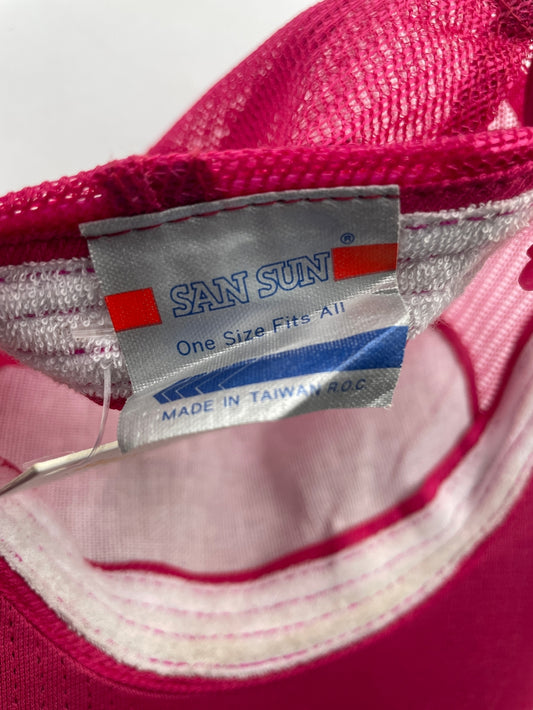 SAN SUN ®
One Size Fits All
MADE IN TAIWAN R.O.C